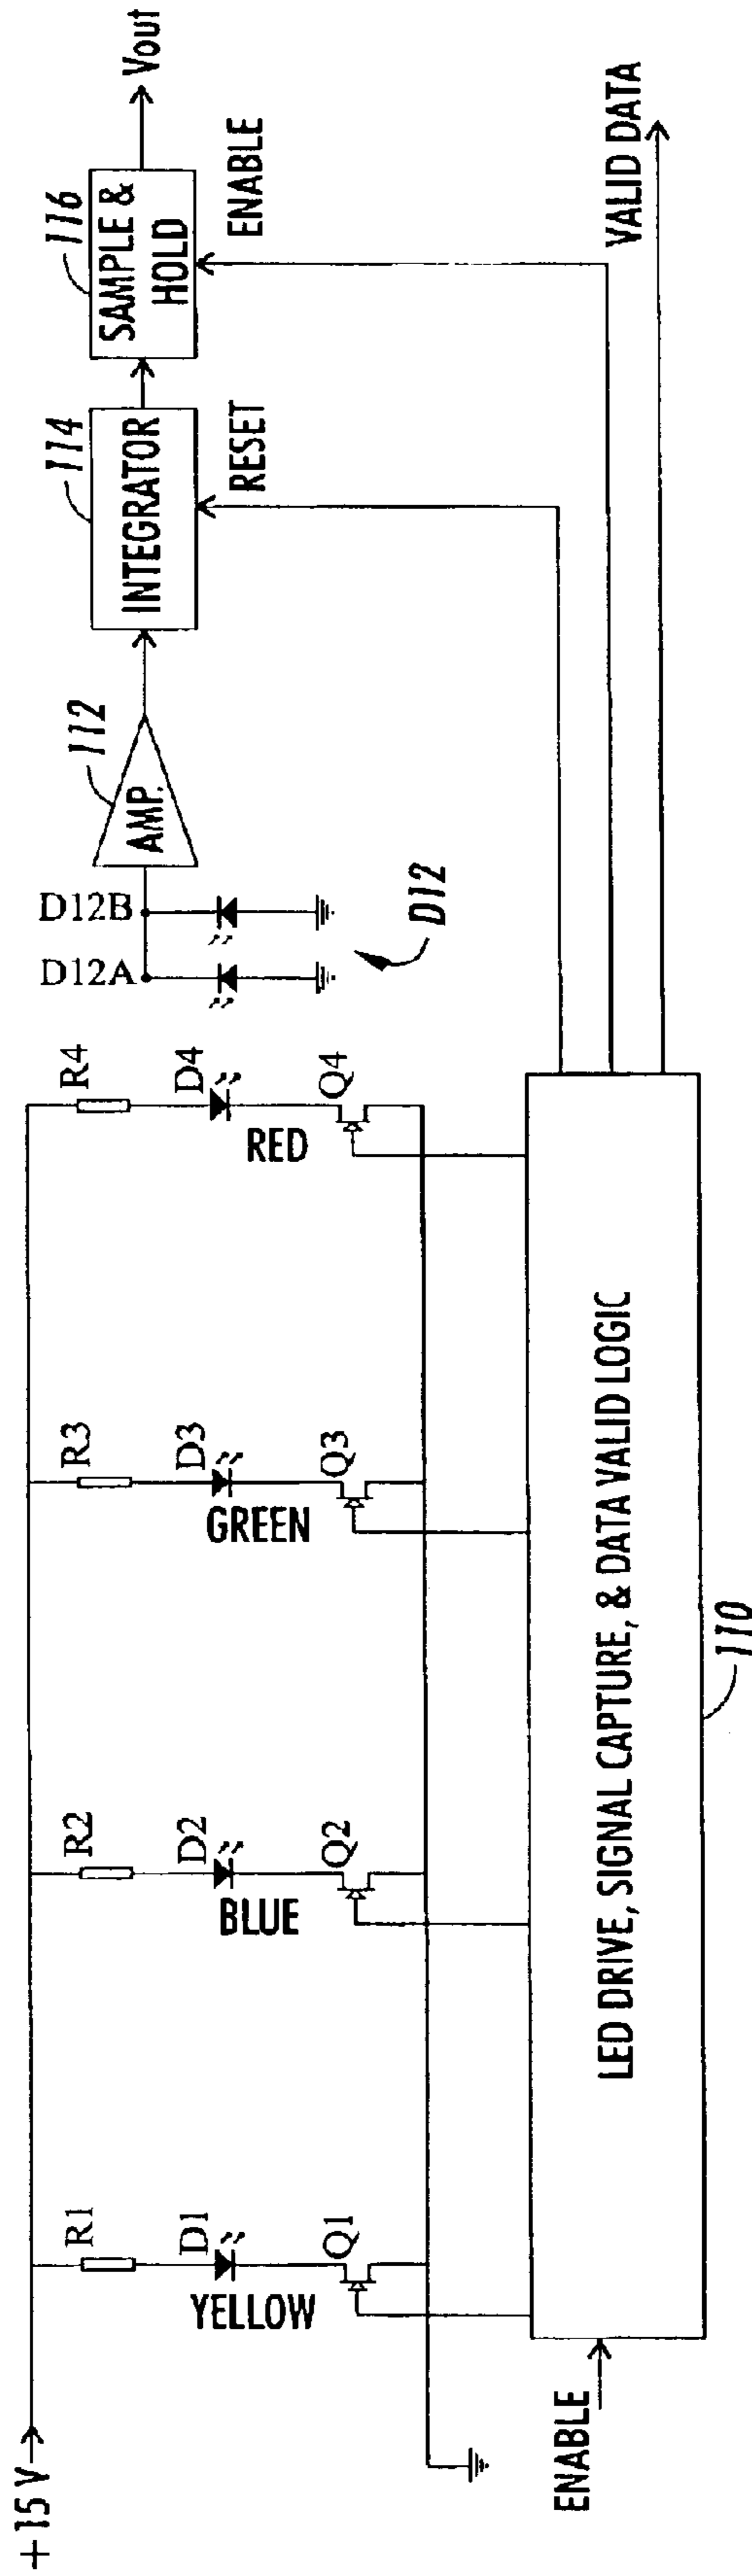 +15 V
R1
R2
R3
R4
D1
D2
D3
D4
YELLOW
BLUE
GREEN
RED
Q1
Q2
Q3
Q4
D12A
D12B
D12
AMP.
112
INTEGRATOR
114
RESET
SAMPLE &
HOLD
116
ENABLE
Vout
ENABLE
LED DRIVE, SIGNAL CAPTURE, & DATA VALID LOGIC
110
VALID DATA